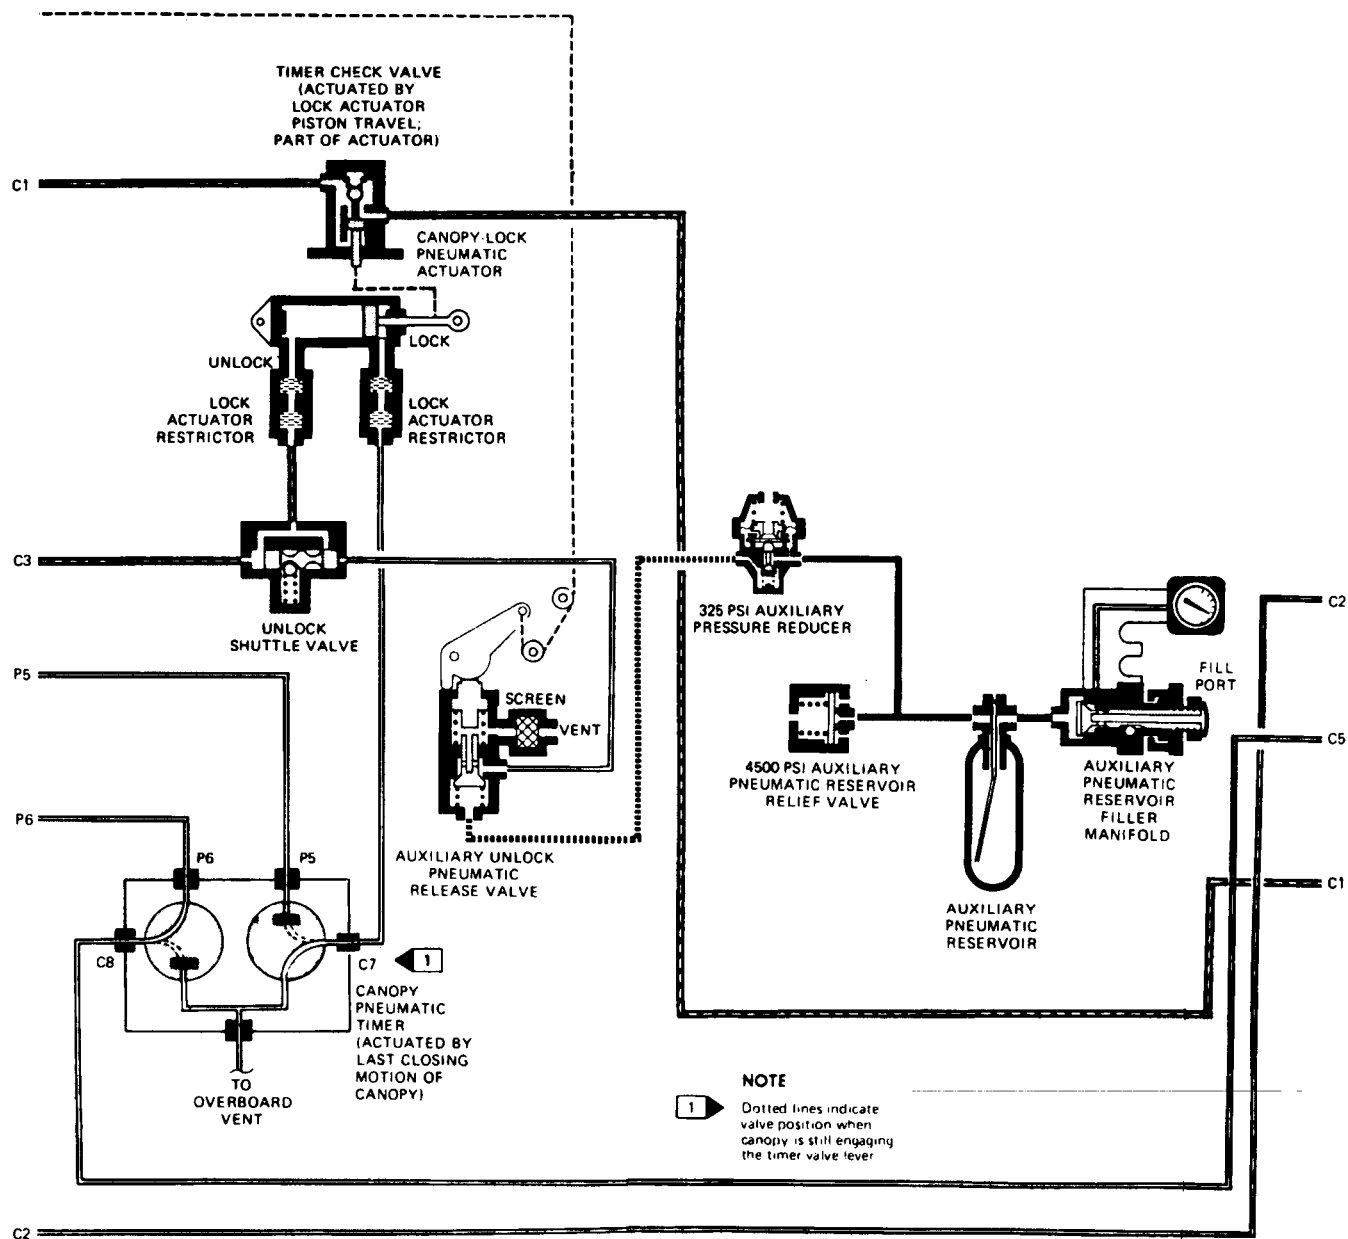 TIMER CHECK VALVE
(ACTUATED BY
LOCK ACTUATOR
PISTON TRAVEL;
PART OF ACTUATOR)
C1
CANOPY-LOCK
PNEUMATIC
ACTUATOR
LOCK
UNLOCK
LOCK
ACTUATOR
RESTRICTOR
LOCK
ACTUATOR
RESTRICTOR
C3
UNLOCK
SHUTTLE VALVE
325 PSI AUXILIARY
PRESSURE REDUCER
C2
P5
SCREEN
VENT
FILL
PORT
C5
4500 PSI AUXILIARY
PNEUMATIC RESERVOIR
RELIEF VALVE
AUXILIARY
PNEUMATIC
RESERVOIR
FILLER
MANIFOLD
P6
P6
P5
AUXILIARY UNLOCK
PNEUMATIC
RELEASE VALVE
C1
AUXILIARY
PNEUMATIC
RESERVOIR
C8
C7
1
CANOPY
PNEUMATIC
TIMER
(ACTUATED BY
LAST CLOSING
MOTION OF
CANOPY)
TO
OVERBOARD
VENT
NOTE
1
Dotted lines indicate
valve position when
canopy is still engaging
the timer valve lever
C2